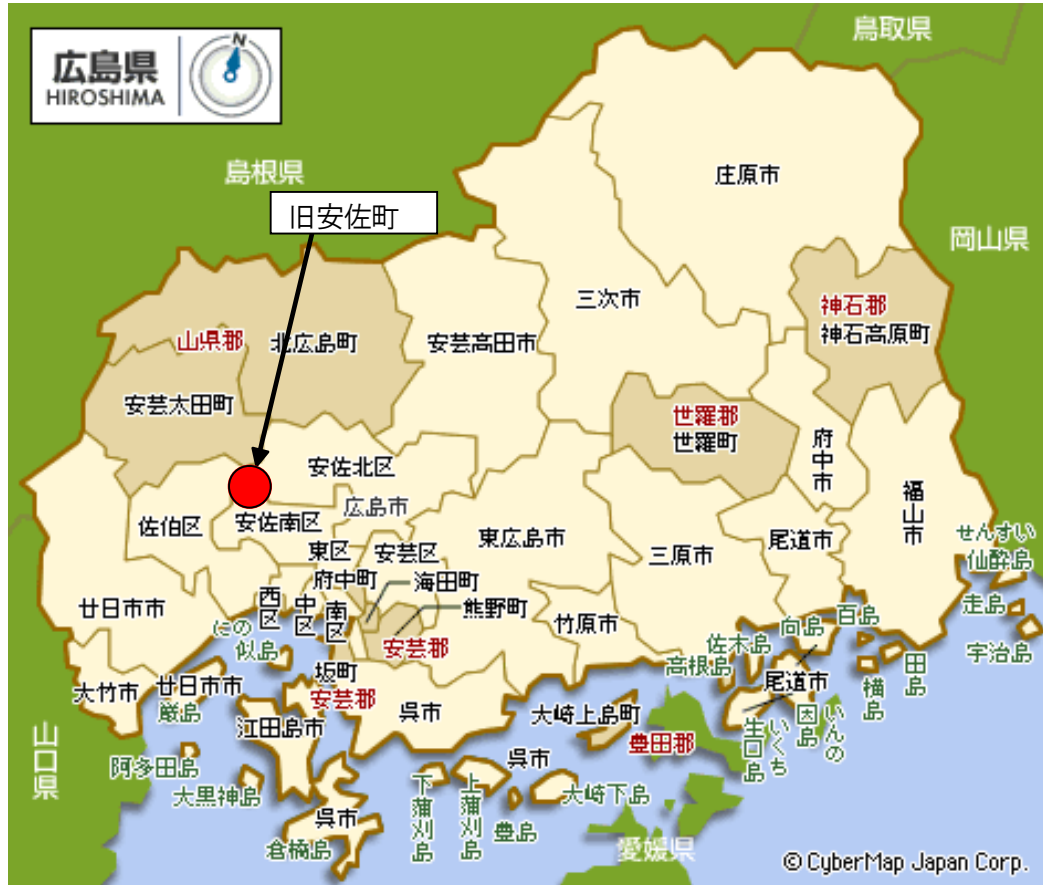 広島県
HIROSHIMA
N
鳥取県
島根県
旧安佐町
庄原市
岡山県
三次市
神石郡
神石高原町
山県郡
北広島町
安芸高田市
安芸太田町
世羅郡
世羅町
府中市
安佐北区
広島市
福山市
佐伯区
安佐南区
東広島市
尾道市
せんすい
仙酔島
東区
安芸区
三原市
府中町
海田町
廿日市市
西区
中区
南区
熊野町
竹原市
向島
百島
走島
にの
似島
安芸郡
佐木島
高根島
宇治島
坂町
田島
横島
大竹市
廿日市市
厳島
安芸郡
呉市
大崎上島町
尾道市
江田島市
因島
いんの
生口島
いくち
豊田郡
山口県
阿多田島
呉市
大黒神島
下蒲刈島
上蒲刈島
大崎下島
呉市
豊島
倉橋島
愛媛県
© CyberMap Japan Corp.